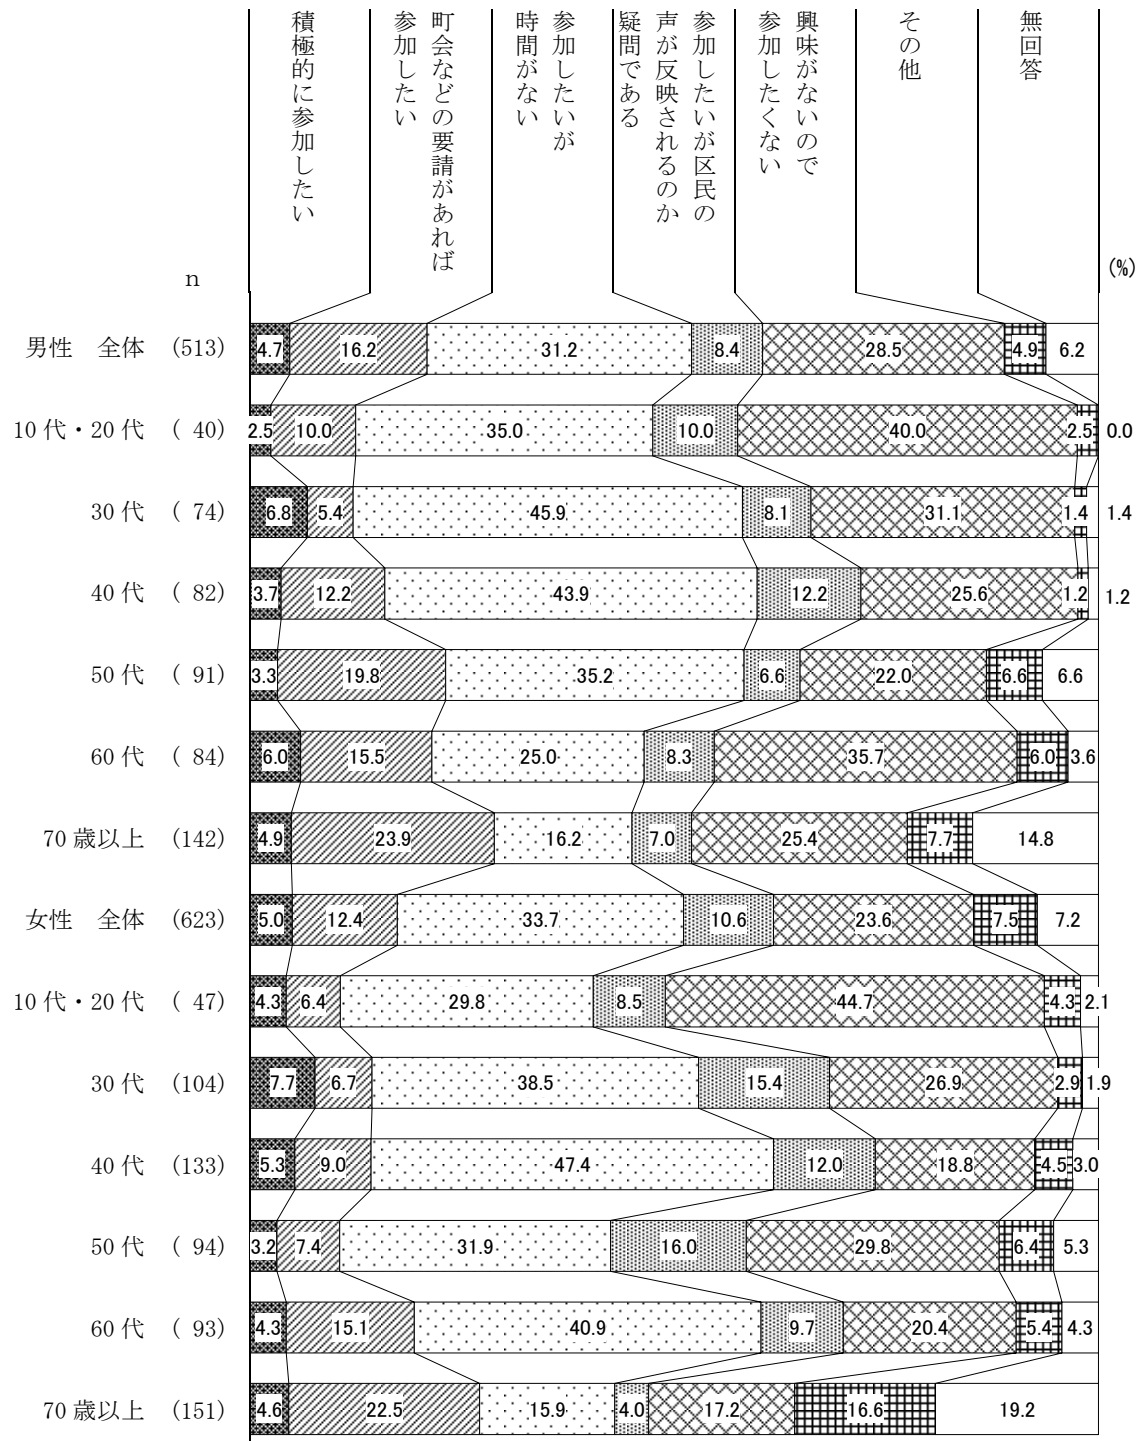 積極的に参加したい
町会などの要請があれば
参加したい
参加したいが
時間がない
参加したいが区民の
声が反映されるのか
疑問である
興味がないので
参加したくない
その他
無回答
n
(%)
男性 全体 (513) 4.7 16.2 31.2 8.4 28.5 4.9 6.2
10代・20代 ( 40) 2.5 10.0 35.0 10.0 40.0 2.5 0.0
30代 ( 74) 6.8 5.4 45.9 8.1 31.1 1.4 1.4
40代 ( 82) 3.7 12.2 43.9 12.2 25.6 1.2 1.2
50代 ( 91) 3.3 19.8 35.2 6.6 22.0 6.6 6.6
60代 ( 84) 6.0 15.5 25.0 8.3 35.7 6.0 3.6
70歳以上 (142) 4.9 23.9 16.2 7.0 25.4 7.7 14.8
女性 全体 (623) 5.0 12.4 33.7 10.6 23.6 7.5 7.2
10代・20代 ( 47) 4.3 6.4 29.8 8.5 44.7 4.3 2.1
30代 (104) 7.7 6.7 38.5 15.4 26.9 2.9 1.9
40代 (133) 5.3 9.0 47.4 12.0 18.8 4.5 3.0
50代 ( 94) 3.2 7.4 31.9 16.0 29.8 6.4 5.3
60代 ( 93) 4.3 15.1 40.9 9.7 20.4 5.4 4.3
70歳以上 (151) 4.6 22.5 15.9 4.0 17.2 16.6 19.2